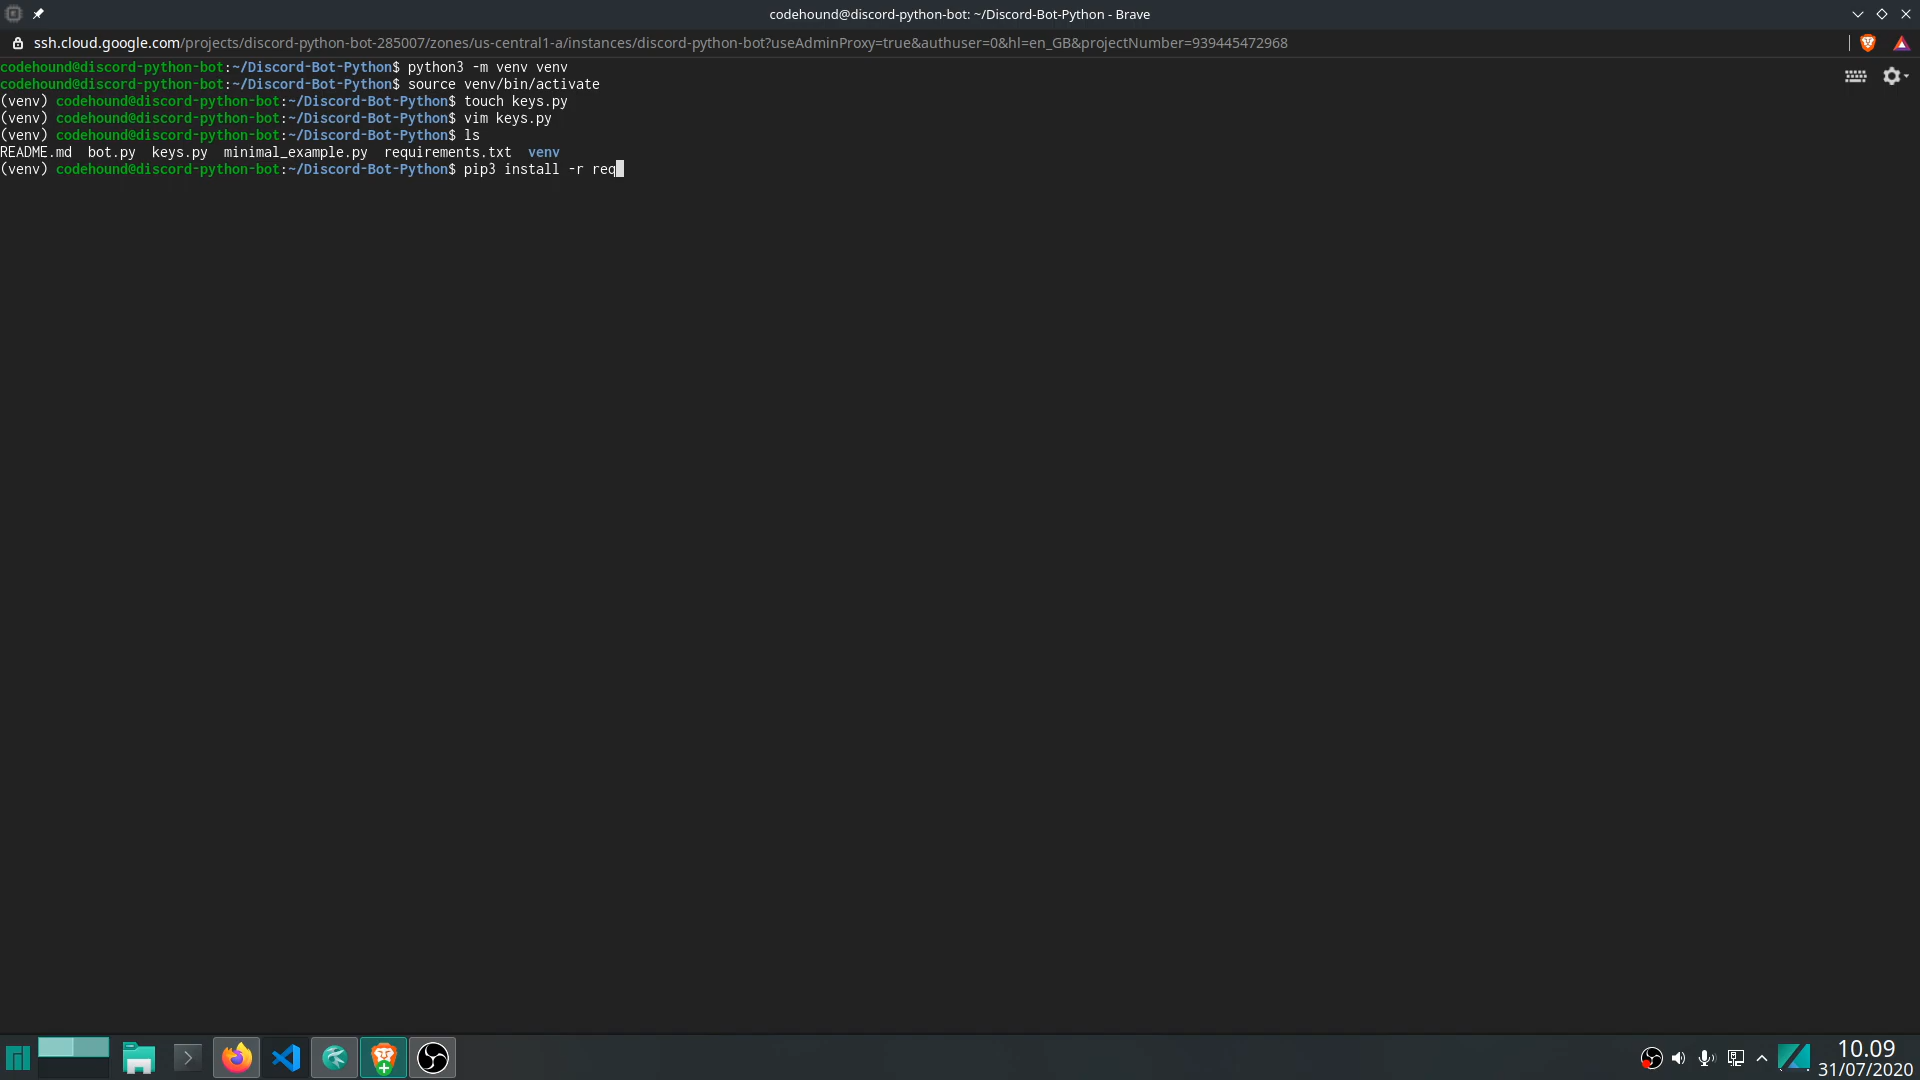 codehound@discord-python-bot: ~/Discord-Bot-Python - Brave
ssh.cloud.google.com/projects/discord-python-bot-285007/zones/us-central1-a/instances/discord-python-bot?useAdminProxy=true&authuser=0&hl=en_GB&projectNumber=939445472968
codehound@discord-python-bot:~/Discord-Bot-Python$ python3 -m venv venv
codehound@discord-python-bot:~/Discord-Bot-Python$ source venv/bin/activate
(venv) codehound@discord-python-bot:~/Discord-Bot-Python$ touch keys.py
(venv) codehound@discord-python-bot:~/Discord-Bot-Python$ vim keys.py
(venv) codehound@discord-python-bot:~/Discord-Bot-Python$ ls
README.md  bot.py  keys.py  minimal_example.py  requirements.txt  venv
(venv) codehound@discord-python-bot:~/Discord-Bot-Python$ pip3 install -r req
10.09
31/07/2020